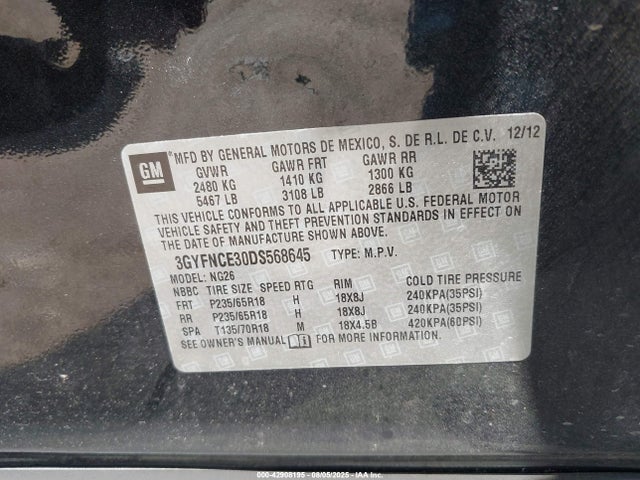 GM
MFD BY GENERAL MOTORS DE MEXICO, S. DE R.L. DE C.V. 12/12
GVWR GAWR FRT GAWR RR
2480 KG 1410 KG 1300 KG
5467 LB 3108 LB 2866 LB
THIS VEHICLE CONFORMS TO ALL APPLICABLE U.S. FEDERAL MOTOR
VEHICLE SAFETY AND THEFT PREVENTION STANDARDS IN EFFECT ON
THE DATE OF MANUFACTURE SHOWN ABOVE.
3GYFNCE30DS568645 TYPE: M.P.V.
MODEL: NG26
NBBC TIRE SIZE SPEED RTG RIM COLD TIRE PRESSURE
FRT P235/65R18 H 18X8J 240KPA(35PSI)
RR P235/65R18 H 18X8J 240KPA(35PSI)
SPA T135/70R18 M 18X4.5B 420KPA(60PSI)
SEE OWNER'S MANUAL FOR MORE INFORMATION.
000-42908195 - 08/05/2025 - IAA Inc.